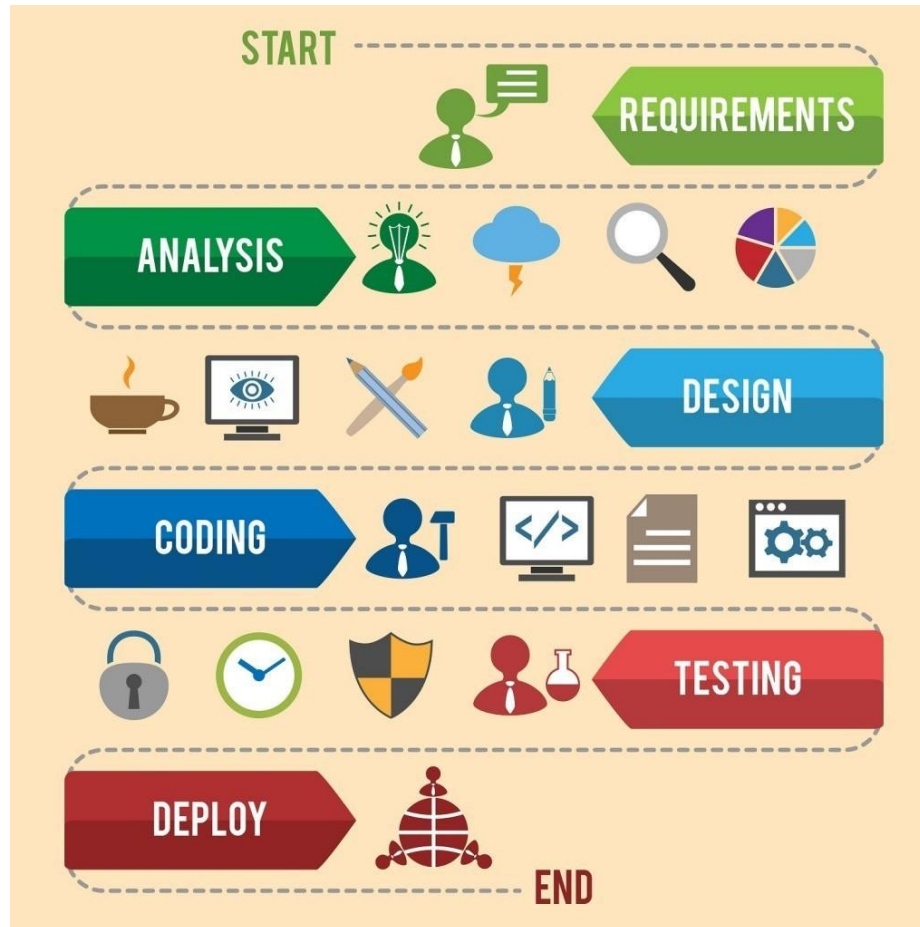 START
REQUIREMENTS
ANALYSIS
DESIGN
CODING
</>
TESTING
DEPLOY
END